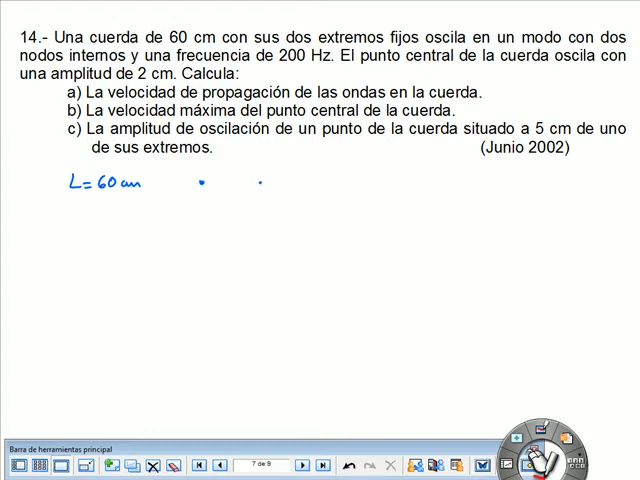 14.- Una cuerda de 60 cm con sus dos extremos fijos oscila en un modo con dos
nodos internos y una frecuencia de 200 Hz. El punto central de la cuerda oscila con
una amplitud de 2 cm. Calcula:
a) La velocidad de propagación de las ondas en la cuerda.
b) La velocidad máxima del punto central de la cuerda.
c) La amplitud de oscilación de un punto de la cuerda situado a 5 cm de uno
de sus extremos. (Junio 2002)
L = 60 cm
Barra de herramientas principal
7 de 9